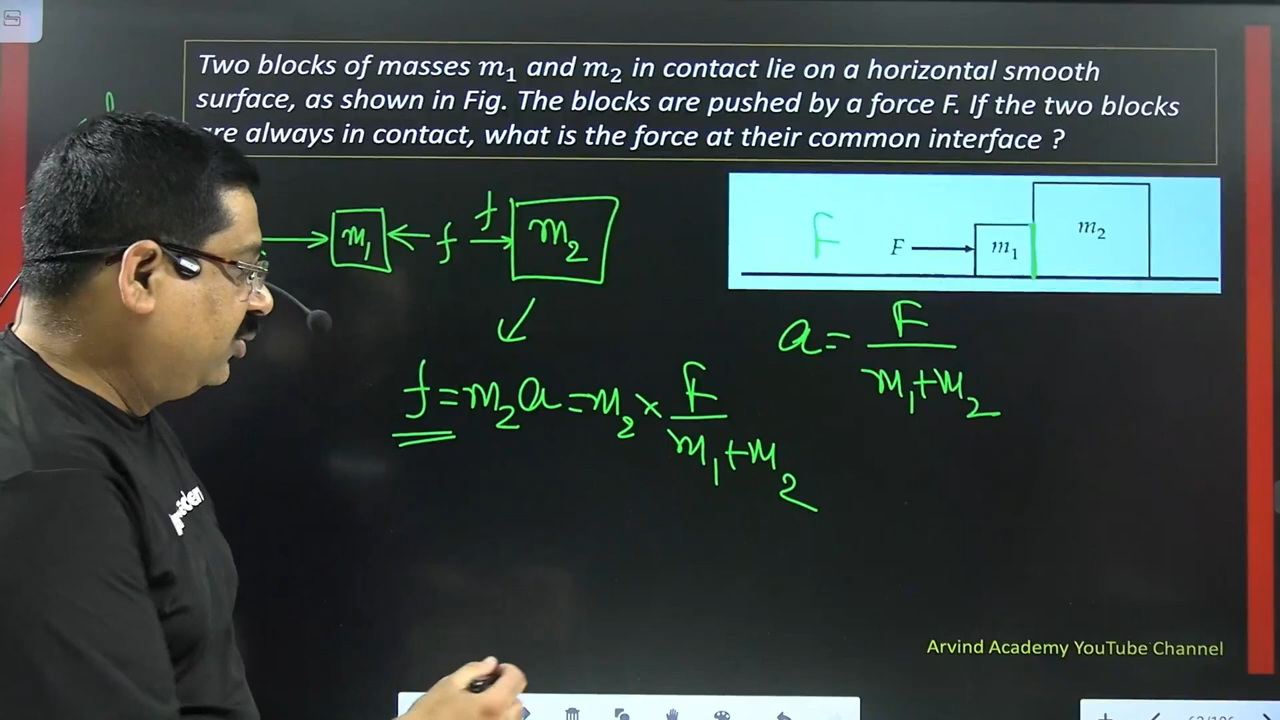 Two blocks of masses m₁ and m₂ in contact lie on a horizontal smooth
surface, as shown in Fig. The blocks are pushed by a force F. If the two blocks
are always in contact, what is the force at their common interface ?
m₁ f f m₂
F F m₁ m₂
a = F / m₁+m₂
f = m₂a = m₂ × F / m₁+m₂
Arvind Academy YouTube Channel